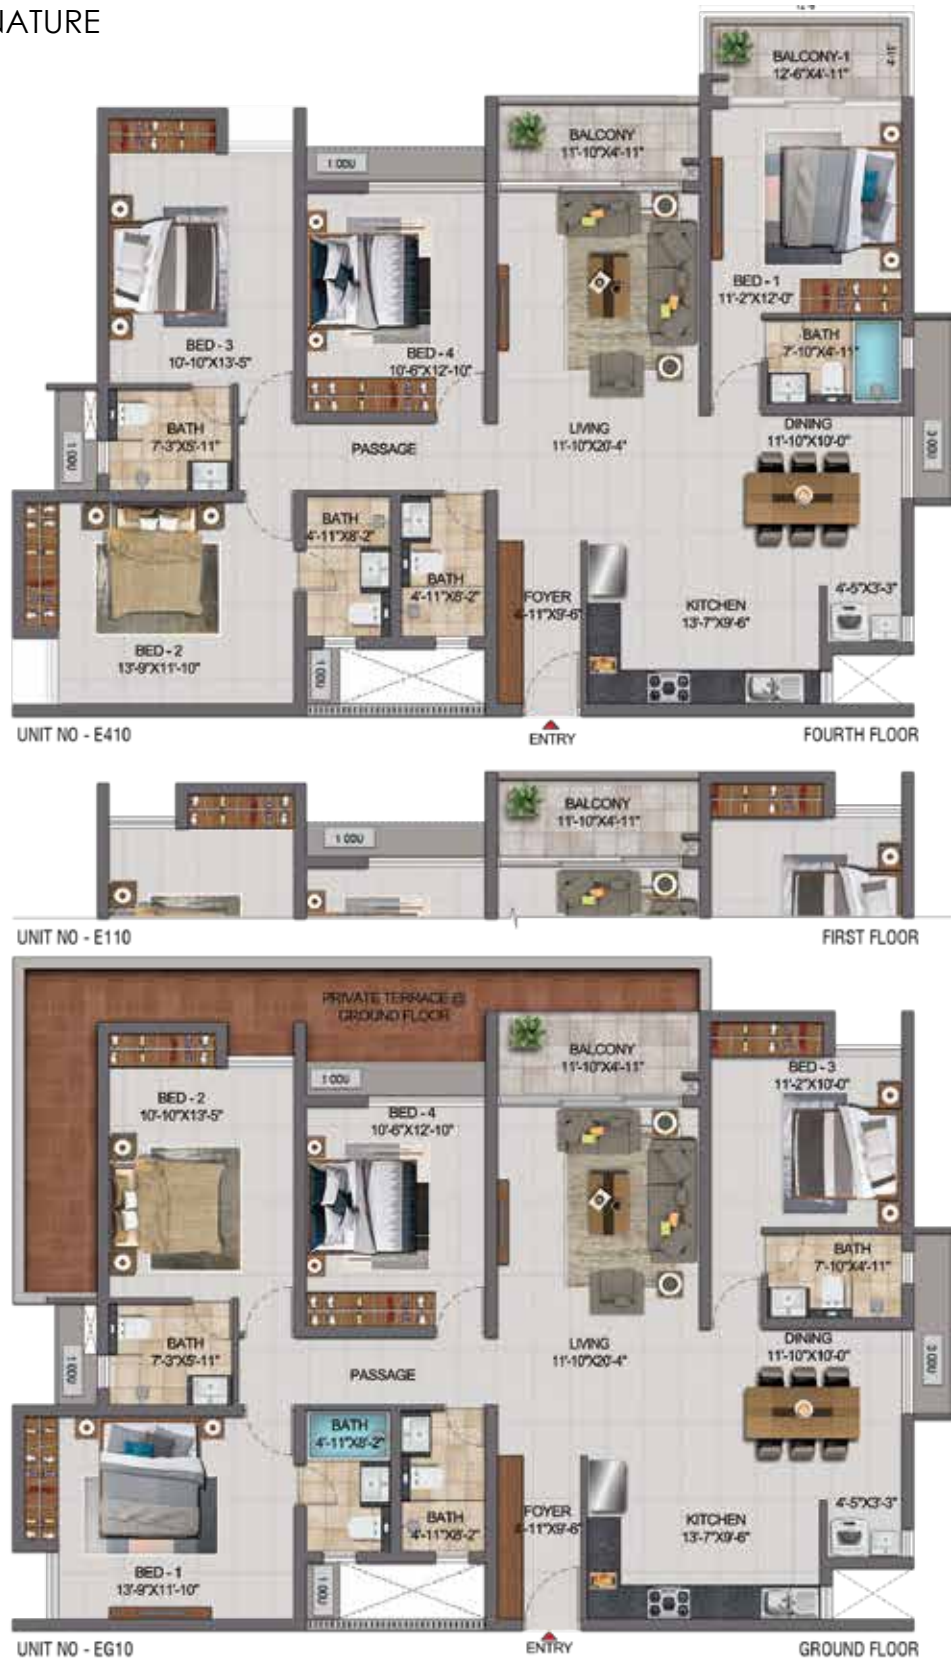 NATURE
BALCONY-1
12'-6"X4'-11"
4'-11"
BALCONY
11'-10"X4'-11"
1 ODU
BED-1
11'-2"X12'-0"
BED - 3
10'-10"X13'-5"
BED-4
10'-6"X12'-10"
BATH
7'-10"X4'-11"
BATH
7'-3"X5'-11"
LIVING
11'-10"X20'-4"
DINING
11'-10"X10'-0"
PASSAGE
1 ODU
3 ODU
BATH
4'-11"X8'-2"
BATH
4'-11"X8'-2"
FOYER
4'-11"X9'-6"
KITCHEN
13'-7"X9'-6"
4'-5"X3'-3"
BED - 2
13'-9"X11'-10"
1 ODU
UNIT NO - E410
ENTRY
FOURTH FLOOR
BALCONY
11'-10"X4'-11"
1 ODU
UNIT NO - E110
FIRST FLOOR
PRIVATE TERRACE @
GROUND FLOOR
BALCONY
11'-10"X4'-11"
1 ODU
BED-3
11'-2"X10'-0"
BED - 2
10'-10"X13'-5"
BED-4
10'-6"X12'-10"
BATH
7'-10"X4'-11"
BATH
7'-3"X5'-11"
LIVING
11'-10"X20'-4"
DINING
11'-10"X10'-0"
PASSAGE
1 ODU
3 ODU
BATH
4'-11"X8'-2"
BATH
4'-11"X8'-2"
FOYER
4'-11"X9'-6"
KITCHEN
13'-7"X9'-6"
4'-5"X3'-3"
BED - 1
13'-9"X11'-10"
1 ODU
UNIT NO - EG10
ENTRY
GROUND FLOOR